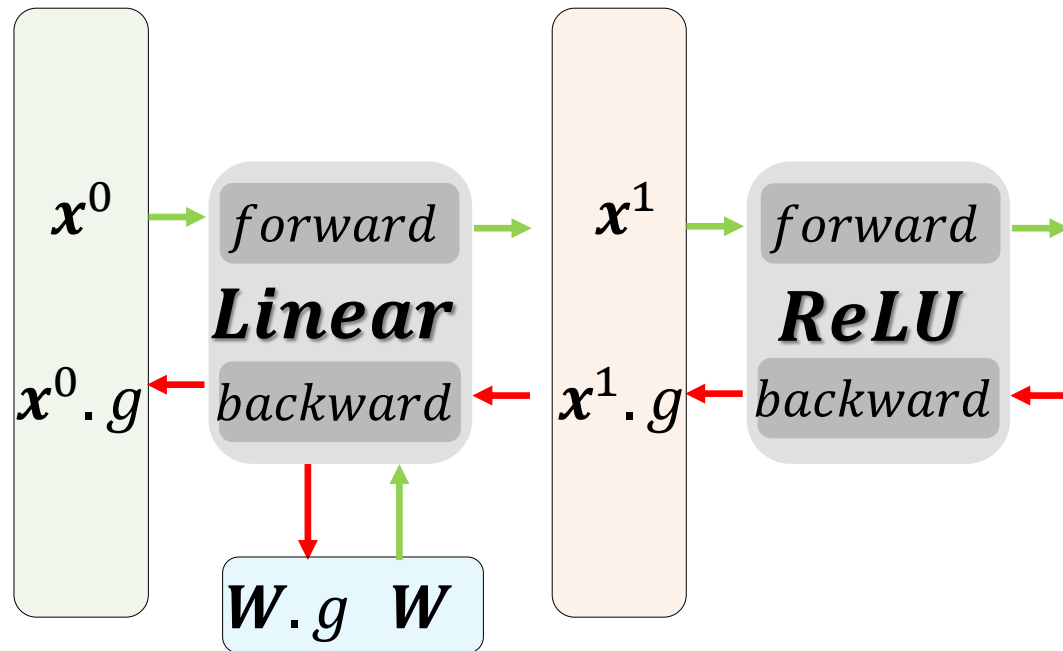 x⁰
x⁰.g
forward
Linear
backward
W.g W
x¹
x¹.g
forward
ReLU
backward